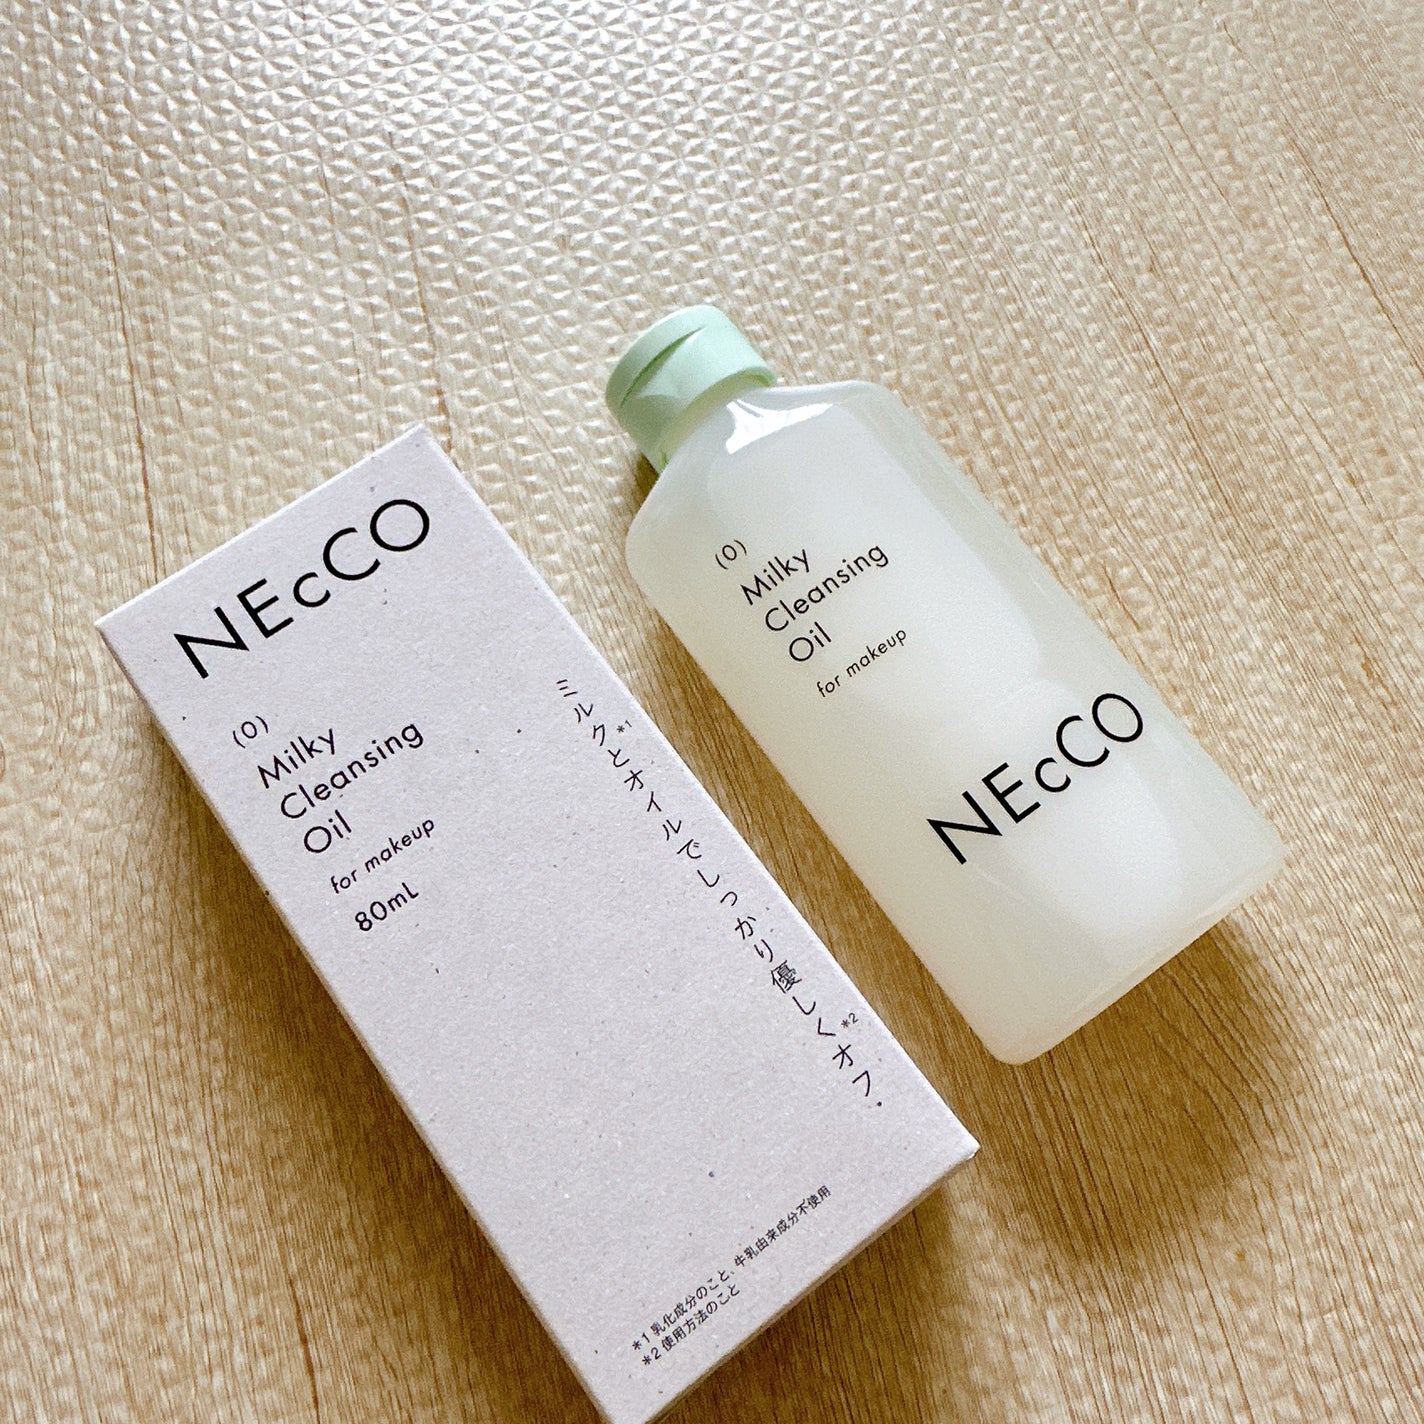 NEcCO
(0)
Milky
Cleansing
Oil
for makeup
80mL
ミルク*1とオイルでしっかり優しく*2オフ.
*1 乳化成分のこと、牛乳由来成分不使用
*2 使用方法のこと
(0)
Milky
Cleansing
Oil
for makeup
NEcCO